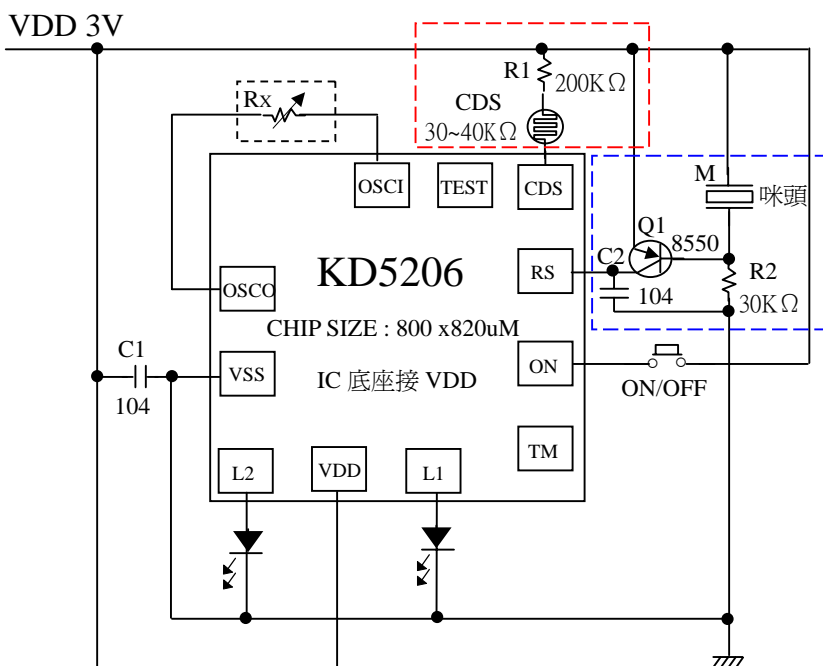 VDD 3V
R1
200KΩ
CDS
30~40KΩ
Rx
OSCI
TEST
CDS
M
咪頭
Q1
8550
C2
RS
104
R2
30KΩ
KD5206
OSCO
CHIP SIZE : 800 x820uM
C1
104
VSS
IC 底座接 VDD
ON
ON/OFF
TM
L2
VDD
L1